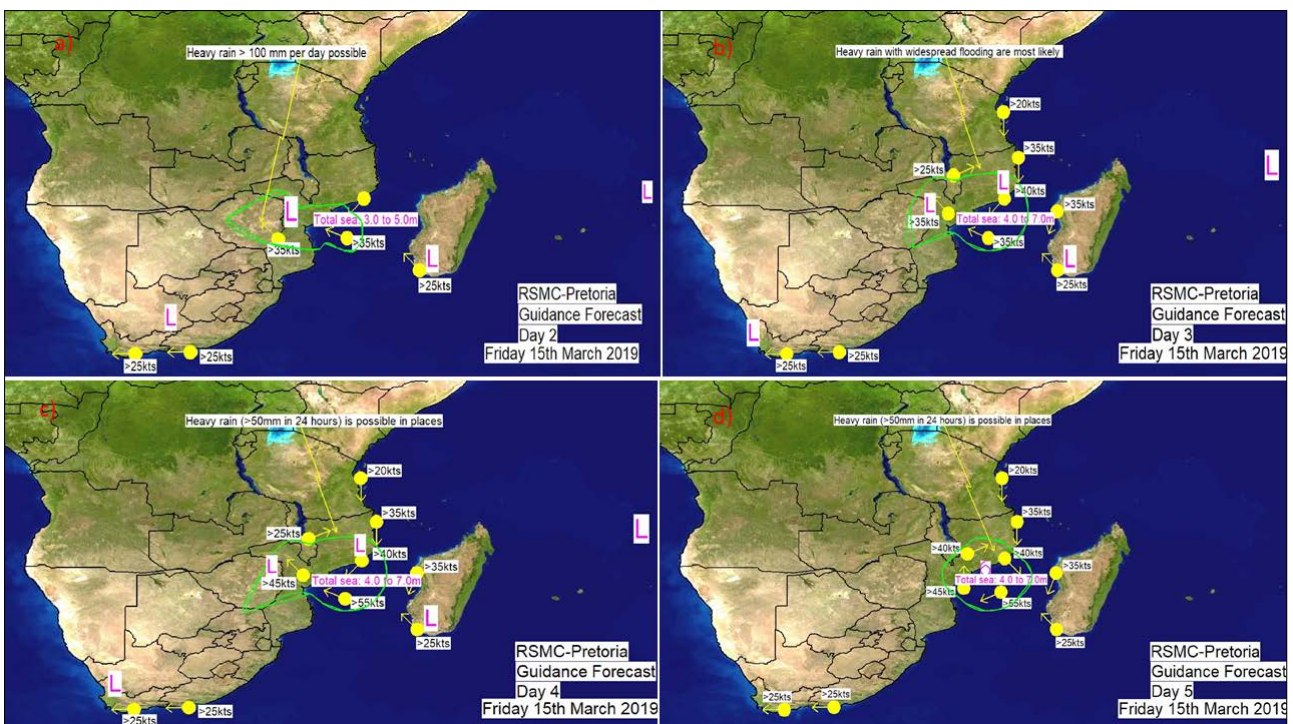 a)
Heavy rain > 100 mm per day possible
L
L
Total sea: 3.0 to 5.0m
>35kts
>35kts
L
>25kts
RSMC-Pretoria
Guidance Forecast
Day 2
Friday 15th March 2019
L
>25kts
>25kts
b)
Heavy rain with widespread flooding are most likely
>20kts
>35kts
L
>25kts
L
>40kts
L
>35kts
>35kts
Total sea: 4.0 to 7.0m
>35kts
L
>25kts
RSMC-Pretoria
Guidance Forecast
Day 3
Friday 15th March 2019
L
>25kts
>25kts
c)
Heavy rain (>50mm in 24 hours) is possible in places
>20kts
>35kts
L
>25kts
L
>40kts
L
>35kts
>45kts
Total sea: 4.0 to 7.0m
>55kts
L
>25kts
RSMC-Pretoria
Guidance Forecast
Day 4
Friday 15th March 2019
L
>25kts
>25kts
d)
Heavy rain (>50mm in 24 hours) is possible in places
>20kts
>35kts
>40kts
>40kts
>35kts
Total sea: 4.0 to 7.0m
>45kts
>55kts
>25kts
RSMC-Pretoria
Guidance Forecast
Day 5
Friday 15th March 2019
>25kts
>25kts